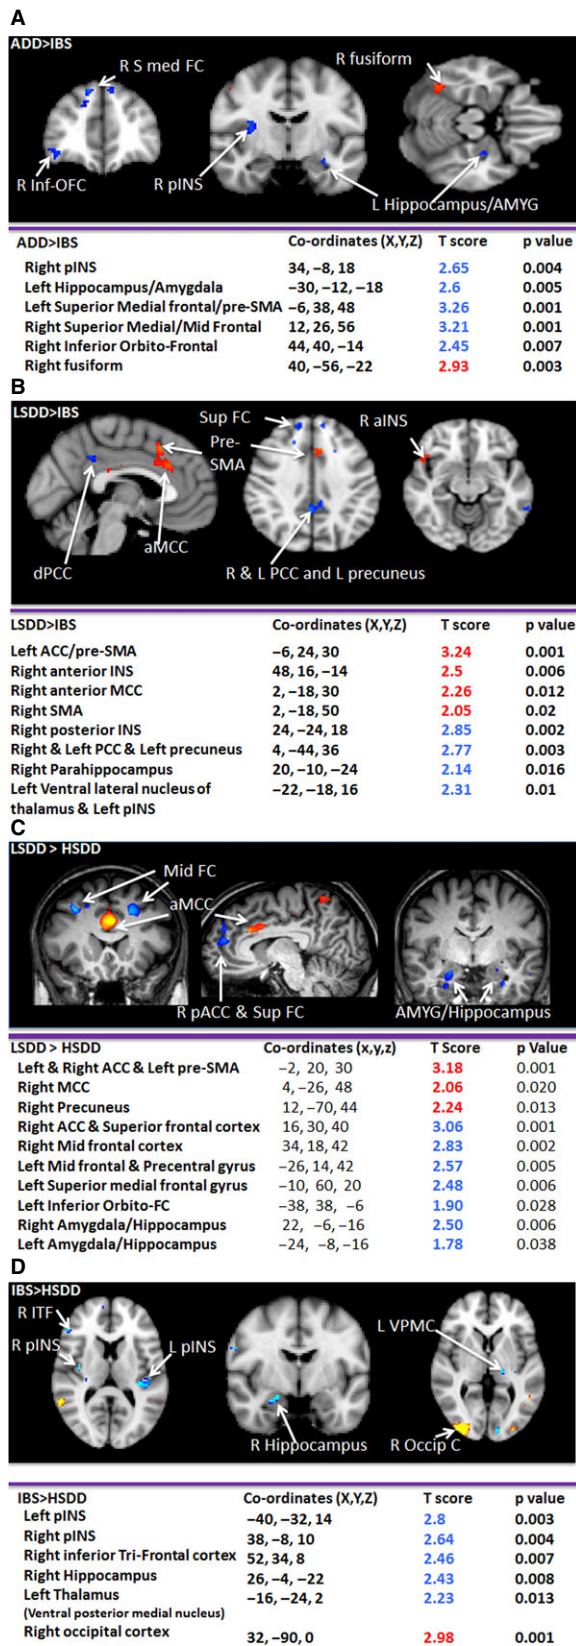 A
ADD>IBS
R S med FC
R fusiform
R Inf-OFC
R pINS
L Hippocampus/AMYG
ADD>IBS Co-ordinates (X,Y,Z) T score p value
Right pINS 34, −8, 18 2.65 0.004
Left Hippocampus/Amygdala −30, −12, −18 2.6 0.005
Left Superior Medial frontal/pre-SMA −6, 38, 48 3.26 0.001
Right Superior Medial/Mid Frontal 12, 26, 56 3.21 0.001
Right Inferior Orbito-Frontal 44, 40, −14 2.45 0.007
Right fusiform 40, −56, −22 2.93 0.003
B
LSDD>IBS
Sup FC
Pre-
SMA
R aINS
aMCC
dPCC
R & L PCC and L precuneus
LSDD>IBS Co-ordinates (X,Y,Z) T score p value
Left ACC/pre-SMA −6, 24, 30 3.24 0.001
Right anterior INS 48, 16, −14 2.5 0.006
Right anterior MCC 2, −18, 30 2.26 0.012
Right SMA 2, −18, 50 2.05 0.02
Right posterior INS 24, −24, 18 2.85 0.002
Right & Left PCC & Left precuneus 4, −44, 36 2.77 0.003
Right Parahippocampus 20, −10, −24 2.14 0.016
Left Ventral lateral nucleus of −22, −18, 16 2.31 0.01
thalamus & Left pINS
C
LSDD > HSDD
Mid FC
aMCC
R pACC & Sup FC
AMYG/Hippocampus
LSDD > HSDD Co-ordinates (x,y,z) T Score p Value
Left & Right ACC & Left pre-SMA −2, 20, 30 3.18 0.001
Right MCC 4, −26, 48 2.06 0.020
Right Precuneus 12, −70, 44 2.24 0.013
Right ACC & Superior frontal cortex 16, 30, 40 3.06 0.001
Right Mid frontal cortex 34, 18, 42 2.83 0.002
Left Mid frontal & Precentral gyrus −26, 14, 42 2.57 0.005
Left Superior medial frontal gyrus −10, 60, 20 2.48 0.006
Left Inferior Orbito-FC −38, 38, −6 1.90 0.028
Right Amygdala/Hippocampus 22, −6, −16 2.50 0.006
Left Amygdala/Hippocampus −24, −8, −16 1.78 0.038
D
IBS>HSDD
R ITF
R pINS
L pINS
L VPMC
R Hippocampus
R Occip C
IBS>HSDD Co-ordinates (X,Y,Z) T score p value
Left pINS −40, −32, 14 2.8 0.003
Right pINS 38, −8, 10 2.64 0.004
Right inferior Tri-Frontal cortex 52, 34, 8 2.46 0.007
Right Hippocampus 26, −4, −22 2.43 0.008
Left Thalamus −16, −24, 2 2.23 0.013
(Ventral posterior medial nucleus)
Right occipital cortex 32, −90, 0 2.98 0.001